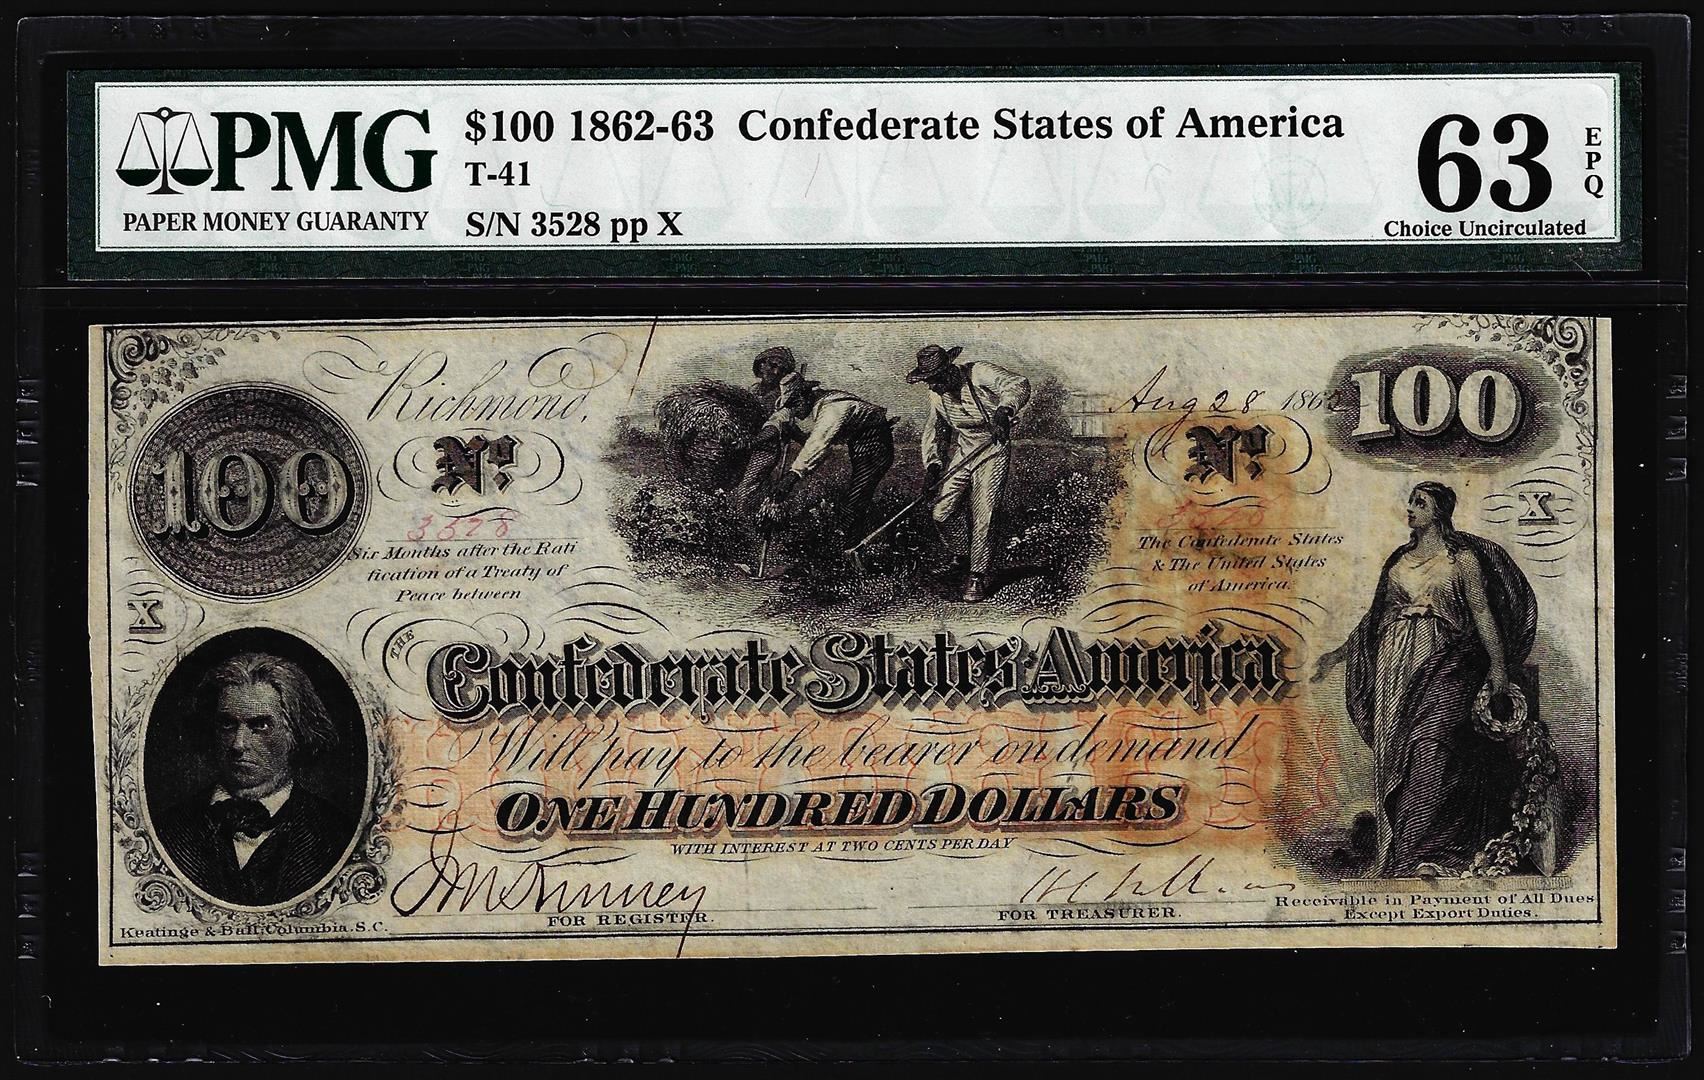 PMG
PAPER MONEY GUARANTY
$100 1862-63 Confederate States of America
T-41
S/N 3528 pp X
63
EPQ
Choice Uncirculated
Richmond,
Aug 28 186
100
100
No.
No.
3528
3528
Six Months after the Rati
fication of a Treaty of
Peace between
The Confederate States
& The United States
of America.
X
X
THE
Confederate States America
Will pay to the bearer on demand
ONE HUNDRED DOLLARS
WITH INTEREST AT TWO CENTS PER DAY
FOR REGISTER.
FOR TREASURER.
Receivable in Payment of All Dues
Except Export Duties.
Keatinge & Ball, Columbia, S.C.